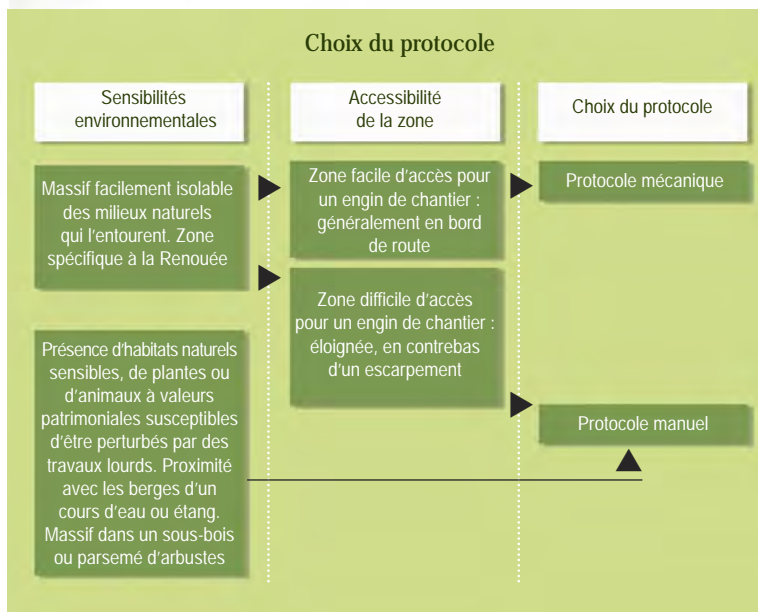 Choix du protocole
Sensibilités
environnementales
Accessibilité
de la zone
Choix du protocole
Massif facilement isolable
des milieux naturels
qui l'entourent. Zone
spécifique à la Renouée
Zone facile d'accès pour
un engin de chantier :
généralement en bord
de route
Protocole mécanique
Zone difficile d'accès
pour un engin de chantier :
éloignée, en contrebas
d'un escarpement
Présence d'habitats naturels
sensibles, de plantes ou
d'animaux à valeurs
patrimoniales susceptibles
d'être perturbés par des
travaux lourds. Proximité
avec les berges d'un
cours d'eau ou étang.
Massif dans un sous-bois
ou parsemé d'arbustes
Protocole manuel